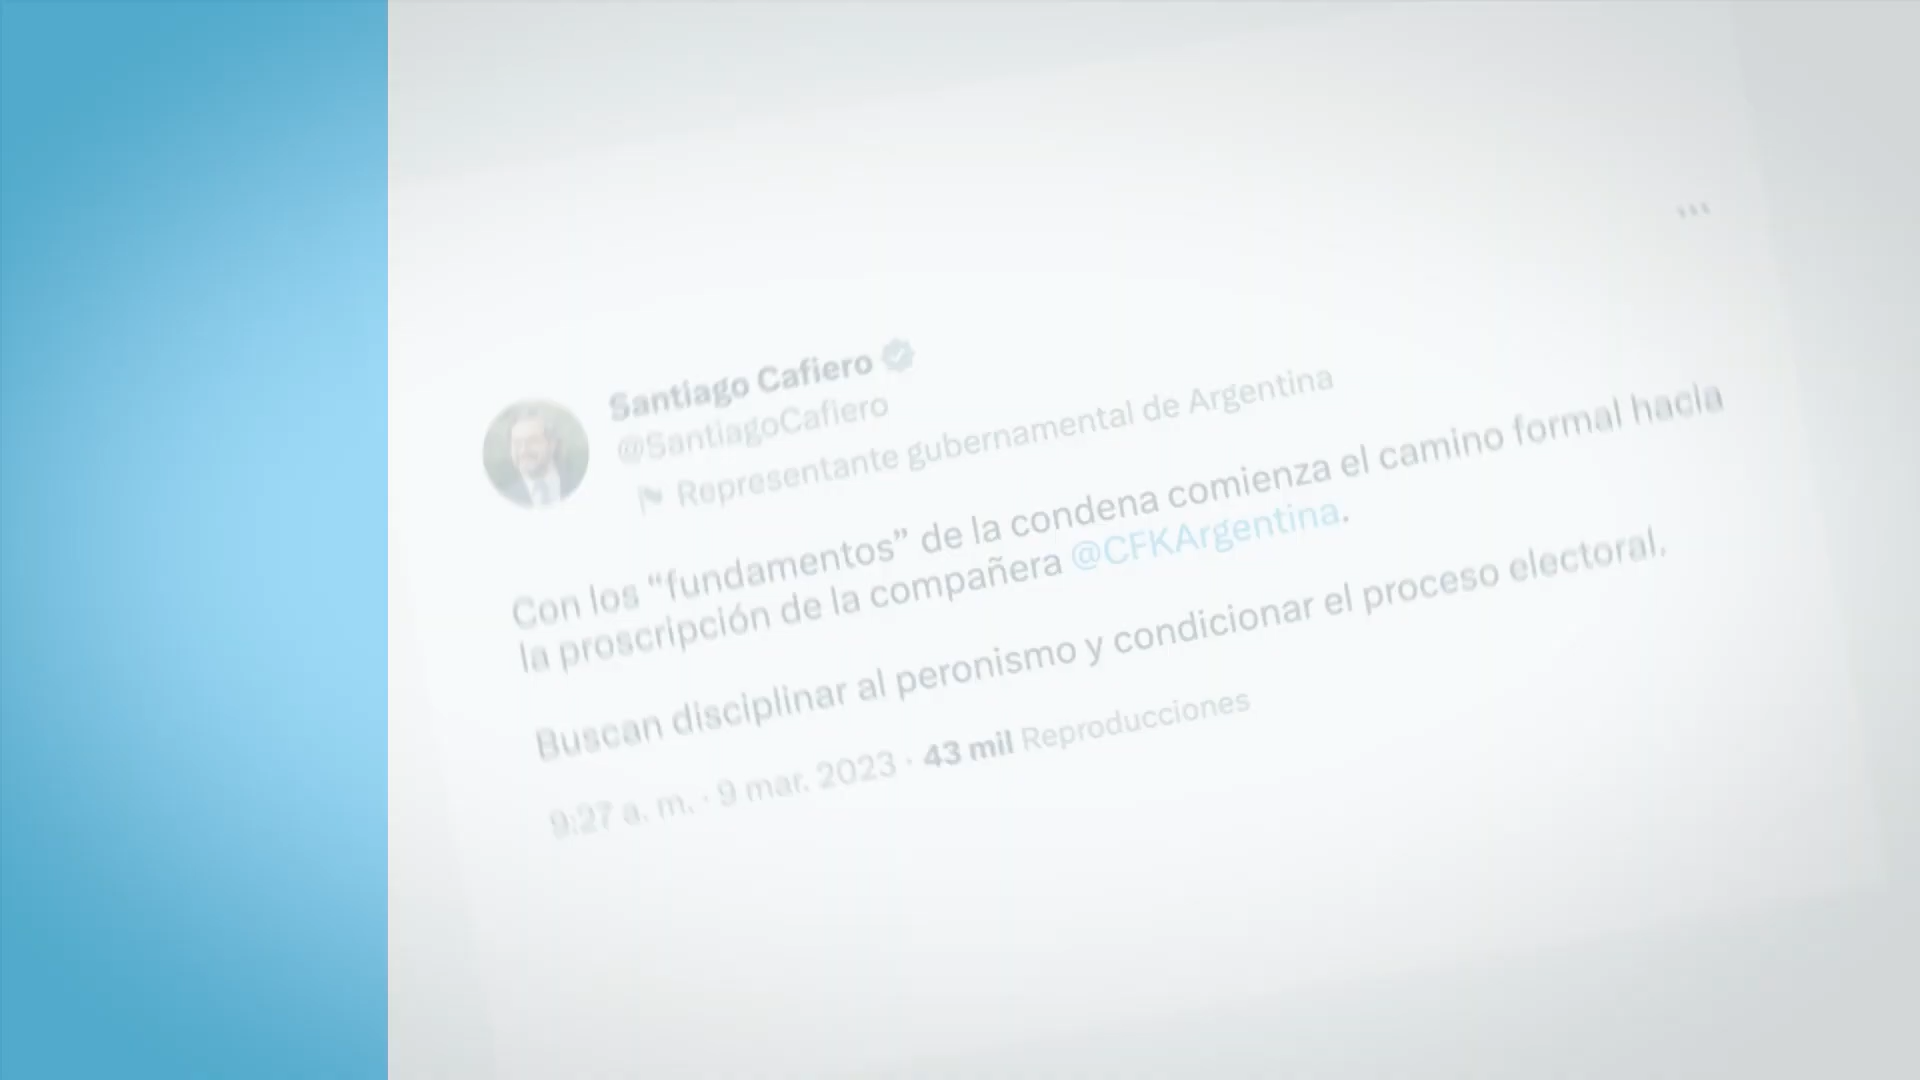 Santiago Cafiero
@SantiagoCafiero
Representante gubernamental de Argentina
Con los “fundamentos” de la condena comienza el camino formal hacia
la proscripción de la compañera @CFKArgentina.
Buscan disciplinar al peronismo y condicionar el proceso electoral.
9:27 a. m. · 9 mar. 2023 · 43 mil Reproducciones